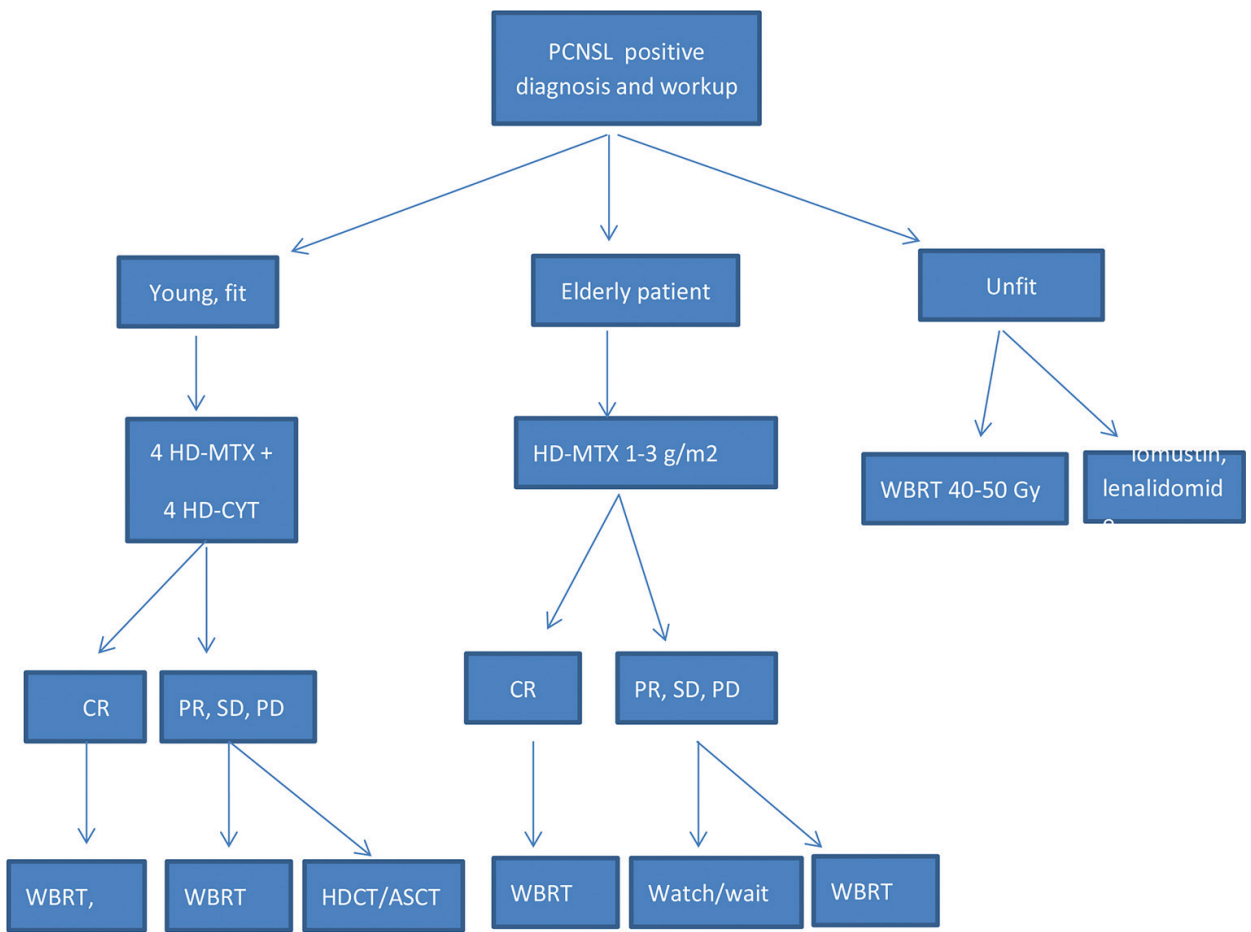 PCNSL positive
diagnosis and workup
Young, fit
Elderly patient
Unfit
4 HD-MTX +
4 HD-CYT
HD-MTX 1-3 g/m2
WBRT 40-50 Gy
lomustin,
lenalidomid
e
CR
PR, SD, PD
CR
PR, SD, PD
WBRT,
WBRT
HDCT/ASCT
WBRT
Watch/wait
WBRT